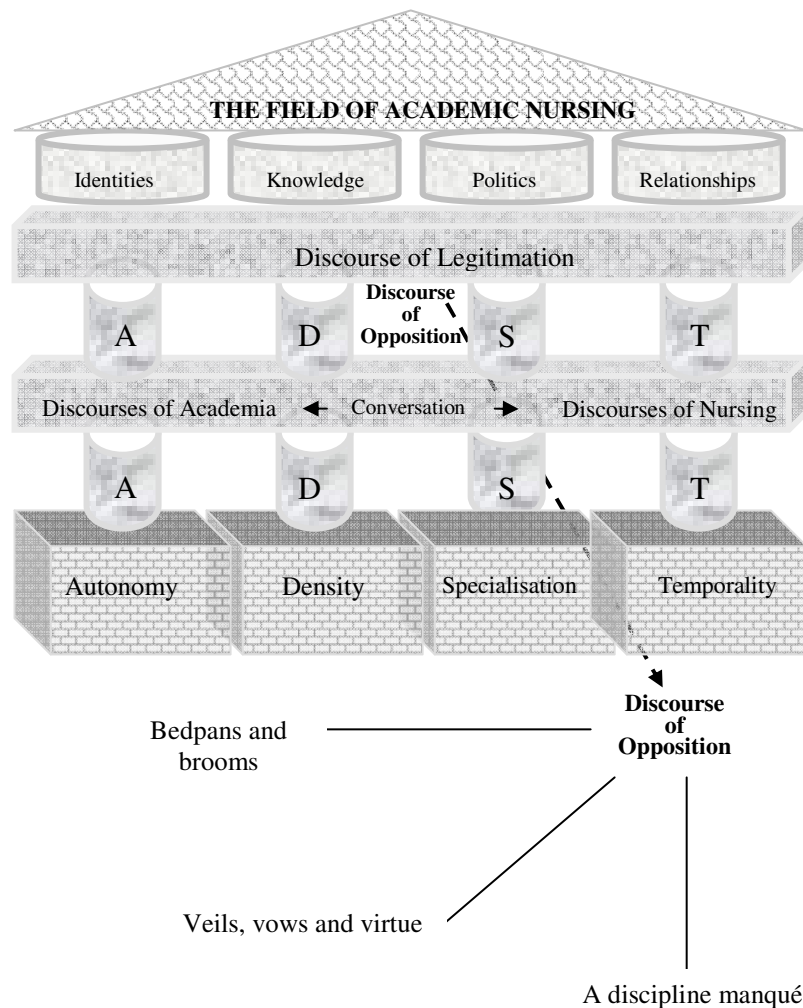 THE FIELD OF ACADEMIC NURSING
Identities
Knowledge
Politics
Relationships
Discourse of Legitimation
Discourse
of
Opposition
A
D
S
T
Discourses of Academia
Conversation
Discourses of Nursing
A
D
S
T
Autonomy
Density
Specialisation
Temporality
Discourse
of
Opposition
Bedpans and
brooms
Veils, vows and virtue
A discipline manqué